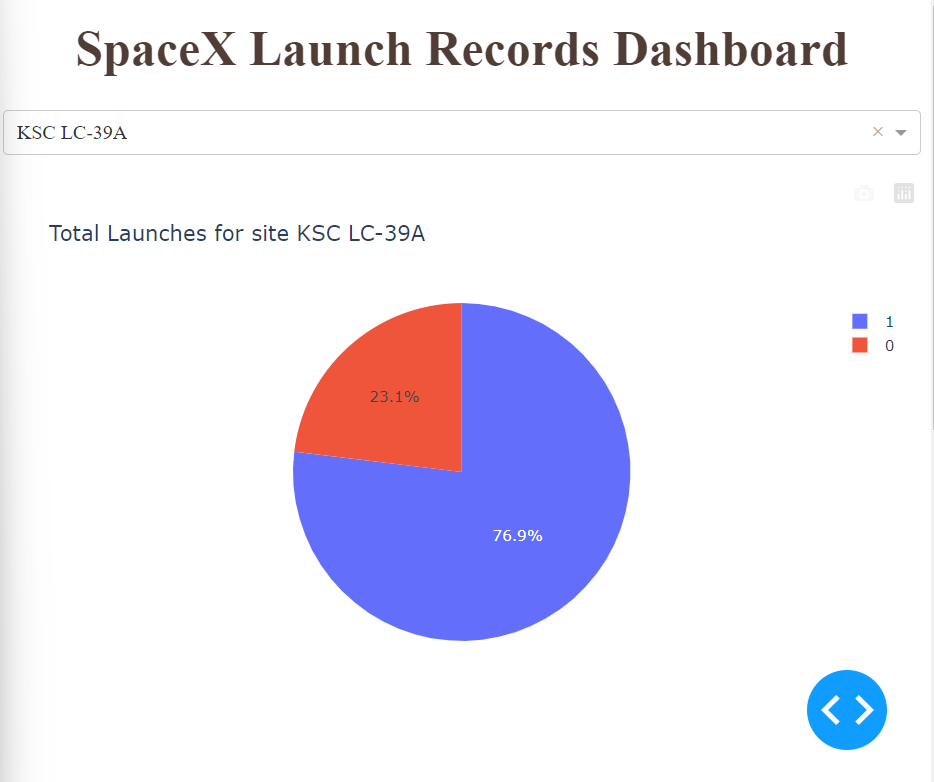 SpaceX Launch Records Dashboard
KSC LC-39A
Total Launches for site KSC LC-39A
1
0
23.1%
76.9%